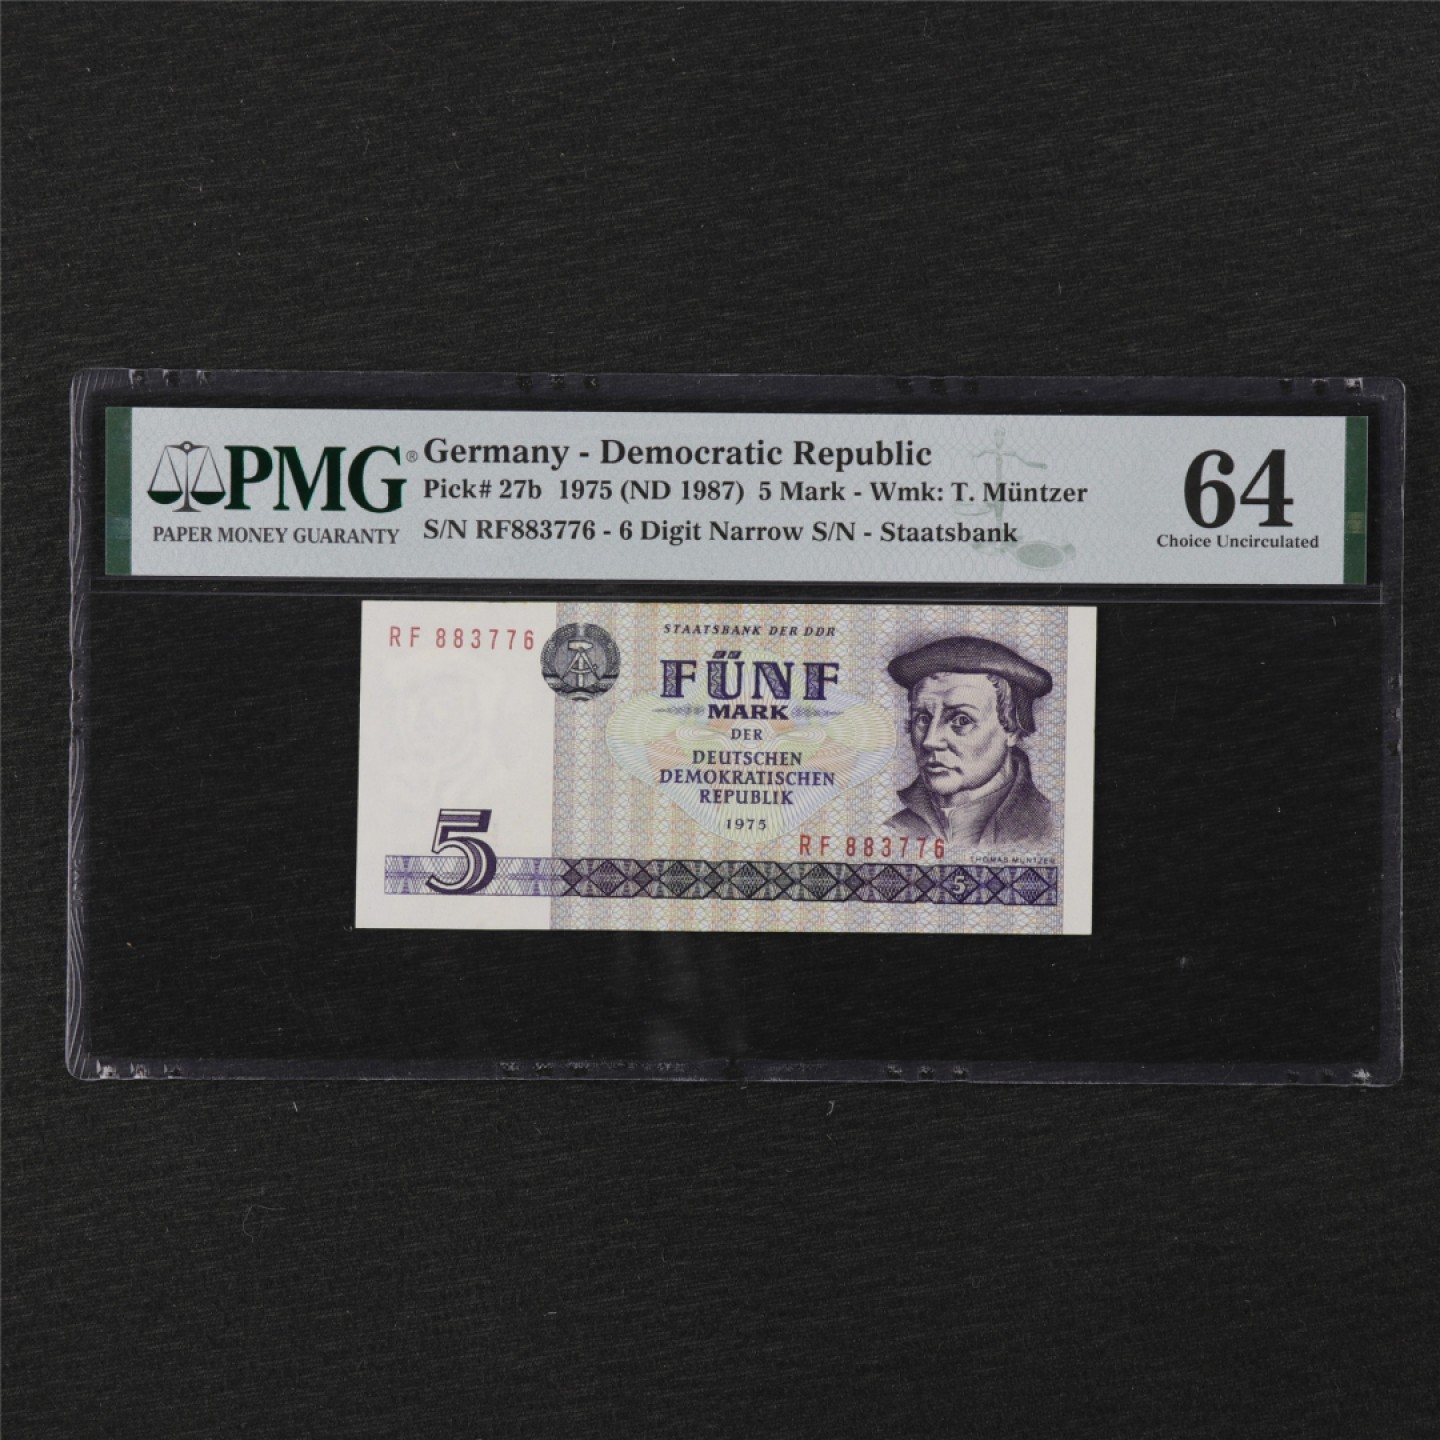 PMG®
PAPER MONEY GUARANTY
Germany - Democratic Republic
Pick# 27b 1975 (ND 1987) 5 Mark - Wmk: T. Müntzer
S/N RF883776 - 6 Digit Narrow S/N - Staatsbank
64
Choice Uncirculated
RF 883776
STAATSBANK DER DDR
FÜNF
MARK
DER
DEUTSCHEN
DEMOKRATISCHEN
REPUBLIK
1975
RF 883776
THOMAS MÜNTZER
5
5